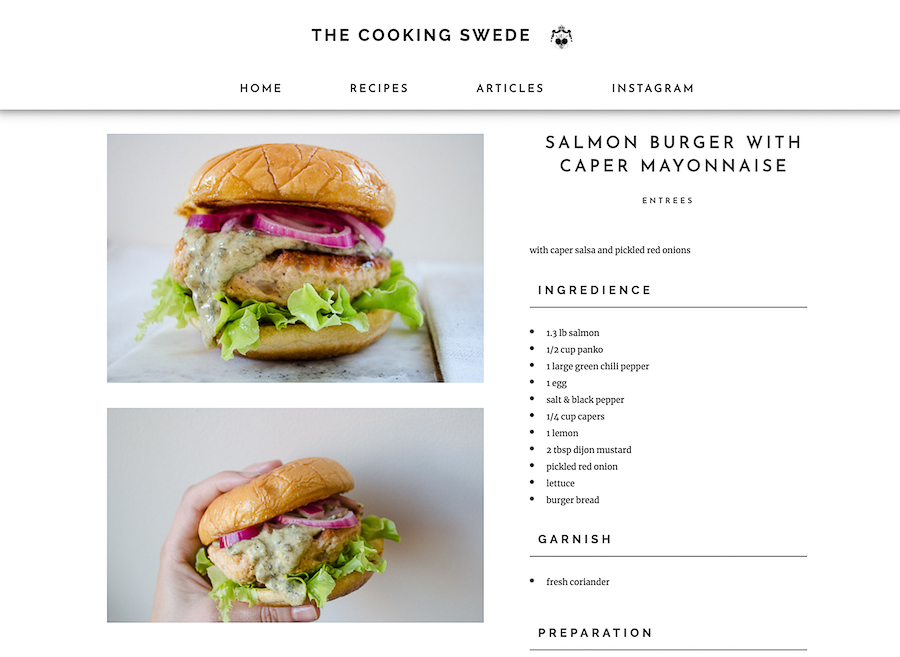 THE COOKING SWEDE
HOME RECIPES ARTICLES INSTAGRAM
SALMON BURGER WITH
CAPER MAYONNAISE
ENTREES
with caper salsa and pickled red onions
INGREDIENCE
1.3 lb salmon
1/2 cup panko
1 large green chili pepper
1 egg
salt & black pepper
1/4 cup capers
1 lemon
2 tbsp dijon mustard
pickled red onion
lettuce
burger bread
GARNISH
fresh coriander
PREPARATION